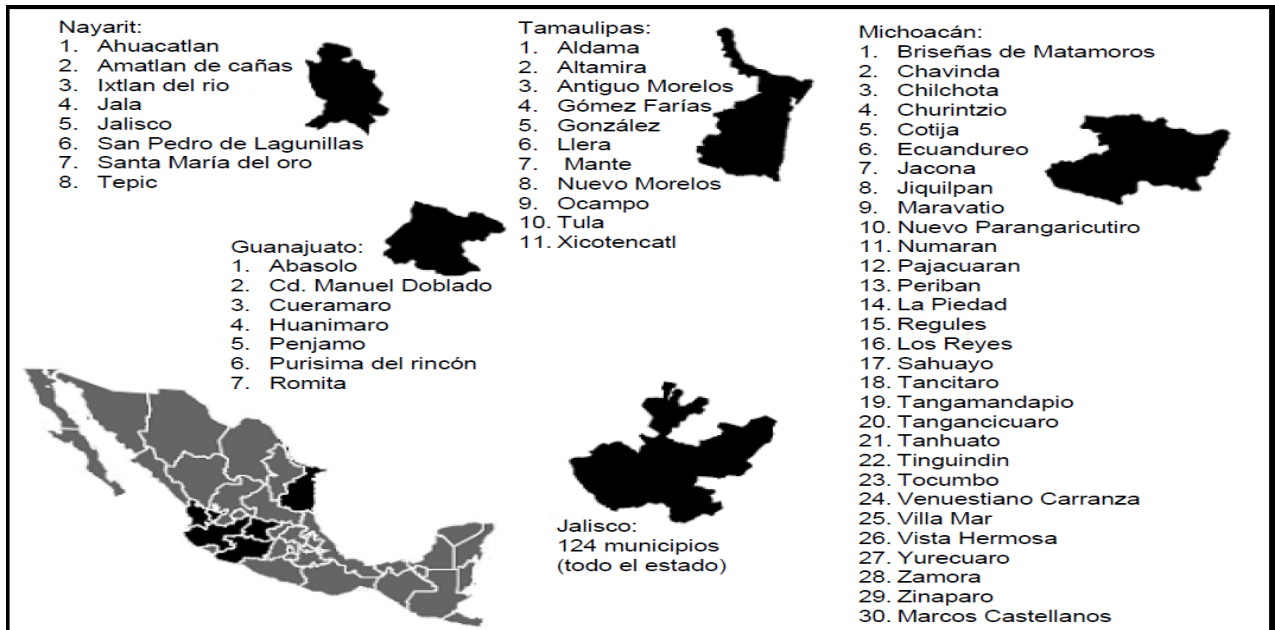 Nayarit:
1. Ahuacatlan
2. Amatlan de cañas
3. Ixtlan del rio
4. Jala
5. Jalisco
6. San Pedro de Lagunillas
7. Santa María del oro
8. Tepic
Guanajuato:
1. Abasolo
2. Cd. Manuel Doblado
3. Cueramaro
4. Huanimaro
5. Penjamo
6. Purisima del rincón
7. Romita
Tamaulipas:
1. Aldama
2. Altamira
3. Antiguo Morelos
4. Gómez Farías
5. González
6. Llera
7. Mante
8. Nuevo Morelos
9. Ocampo
10. Tula
11. Xicotencatl
Jalisco:
124 municipios
(todo el estado)
Michoacán:
1. Briseñas de Matamoros
2. Chavinda
3. Chilchota
4. Churintzio
5. Cotija
6. Ecuandureo
7. Jacona
8. Jiquilpan
9. Maravatio
10. Nuevo Parangaricutiro
11. Numaran
12. Pajacuaran
13. Periban
14. La Piedad
15. Regules
16. Los Reyes
17. Sahuayo
18. Tancitaro
19. Tangamandapio
20. Tangancicuaro
21. Tanhuato
22. Tinguindin
23. Tocumbo
24. Venuestiano Carranza
25. Villa Mar
26. Vista Hermosa
27. Yurecuaro
28. Zamora
29. Zinaparo
30. Marcos Castellanos